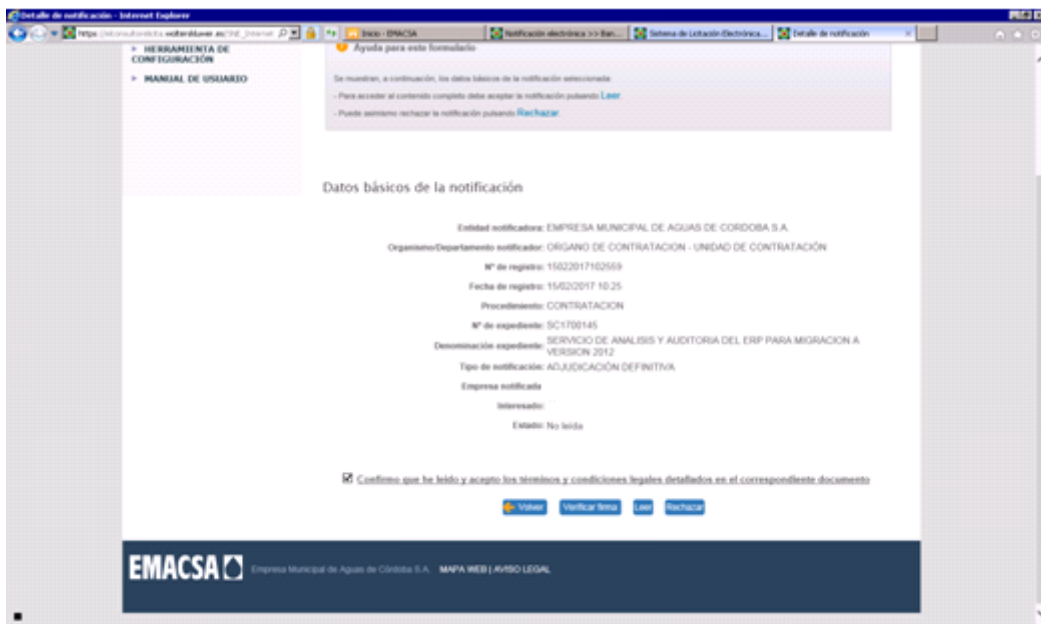 Detalle de notificación - Internet Explorer
Inicio - EMACSA
Notificación electrónica >> Ban...
Sistema de Licitación Electrónica...
Detalle de notificación
HERRAMIENTA DE
CONFIGURACIÓN
MANUAL DE USUARIO
Ayuda para este formulario
Se muestran, a continuación, los datos básicos de la notificación seleccionada:
- Para acceder al contenido completo debe aceptar la notificación pulsando Leer.
- Puede asimismo rechazar la notificación pulsando Rechazar.
Datos básicos de la notificación
Entidad notificadora: EMPRESA MUNICIPAL DE AGUAS DE CORDOBA S.A.
Organismo/Departamento notificador: ORGANO DE CONTRATACION - UNIDAD DE CONTRATACIÓN
Nº de registro: 15022017102559
Fecha de registro: 15/02/2017 10:25
Procedimiento: CONTRATACION
Nº de expediente: SC1700145
Denominación expediente: SERVICIO DE ANALISIS Y AUDITORIA DEL ERP PARA MIGRACION A
VERSION 2012
Tipo de notificación: ADJUDICACIÓN DEFINITIVA
Empresa notificada
Interesado:
Estado: No leida
Confirmo que he leído y acepto los términos y condiciones legales detallados en el correspondiente documento
Volver Verificar firma Leer Rechazar
EMACSA Empresa Municipal de Aguas de Córdoba S.A. MAPA WEB | AVISO LEGAL